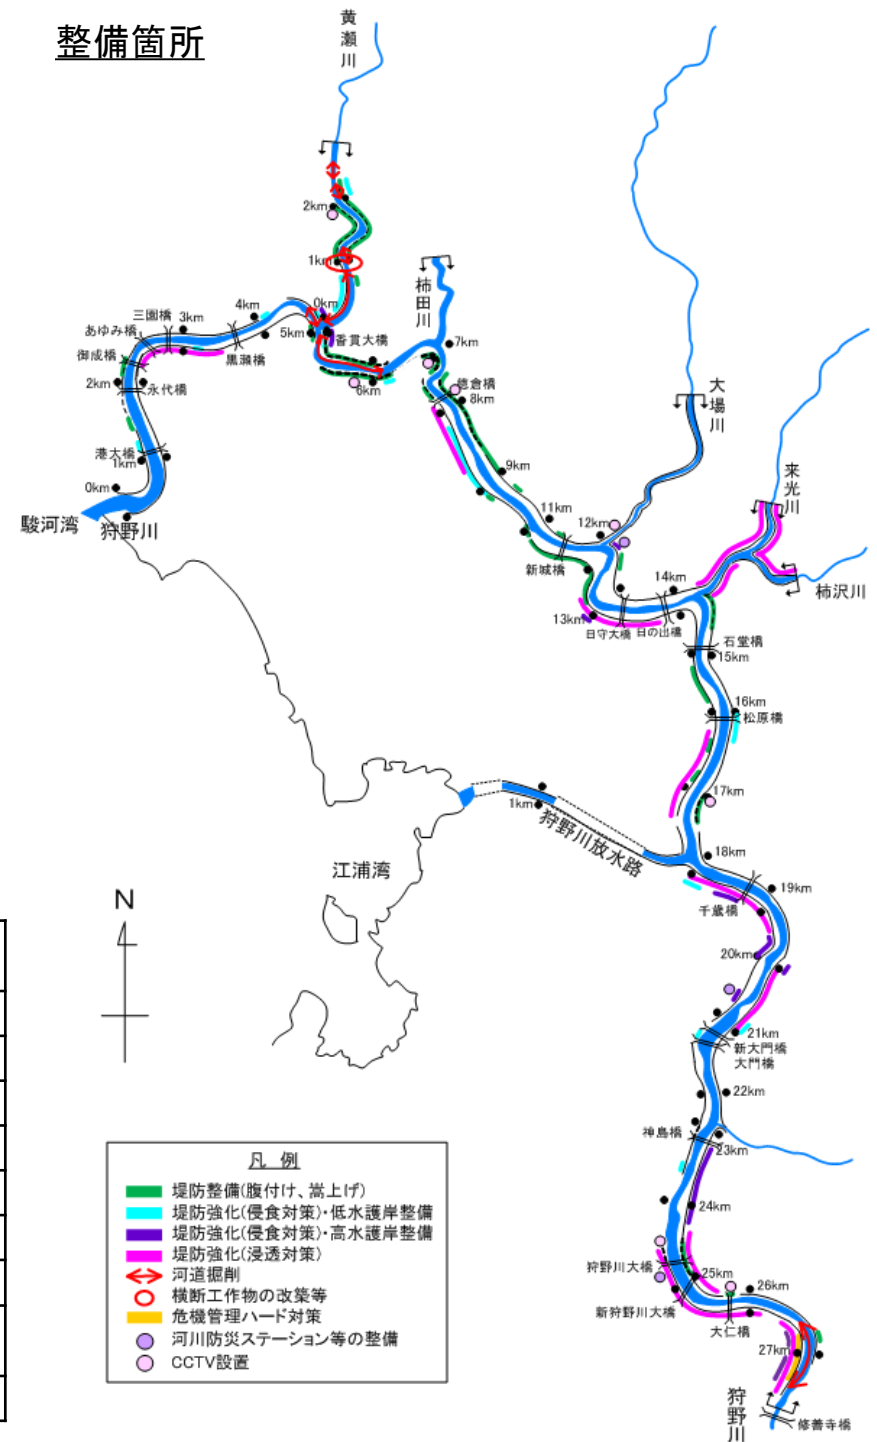 整備箇所
黄瀬川
2km
1km
0km
柿田川
三園橋
3km
4km
あゆみ橋
御成橋
黒瀬橋
5km
香貫大橋
7km
6km
徳倉橋
8km
2km
永代橋
港大橋
1km
0km
駿河湾
狩野川
9km
11km
12km
新城橋
大場川
来光川
14km
柿沢川
13km
日守大橋
日の出橋
石堂橋
15km
16km
松原橋
17km
1km
狩野川放水路
18km
江浦湾
19km
千歳橋
N
20km
21km
新大門橋
大門橋
22km
神島橋
23km
24km
狩野川大橋
25km
26km
新狩野川大橋
大仁橋
27km
狩野川
修善寺橋
凡 例
堤防整備(腹付け、嵩上げ)
堤防強化(侵食対策)・低水護岸整備
堤防強化(侵食対策)・高水護岸整備
堤防強化(浸透対策)
河道掘削
横断工作物の改築等
危機管理ハード対策
河川防災ステーション等の整備
CCTV設置